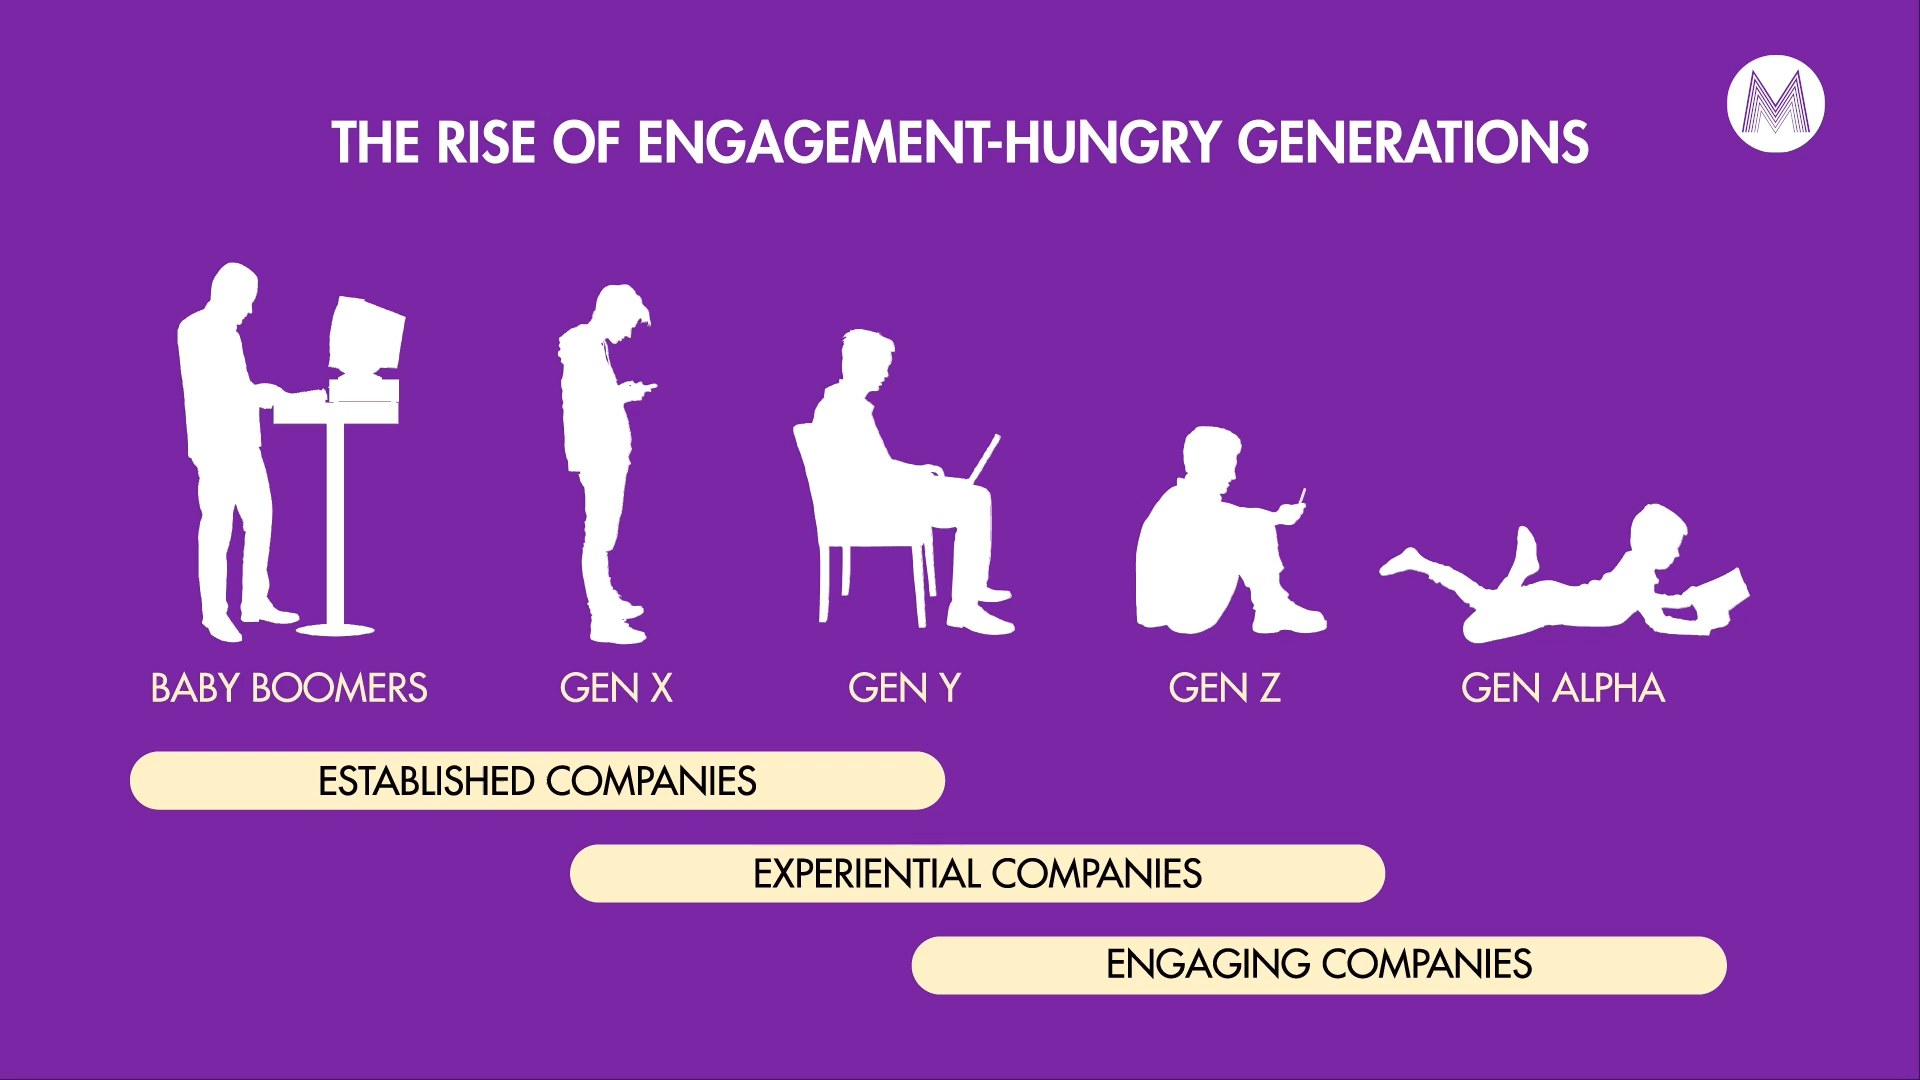 M
THE RISE OF ENGAGEMENT-HUNGRY GENERATIONS
BABY BOOMERS
GEN X
GEN Y
GEN Z
GEN ALPHA
ESTABLISHED COMPANIES
EXPERIENTIAL COMPANIES
ENGAGING COMPANIES